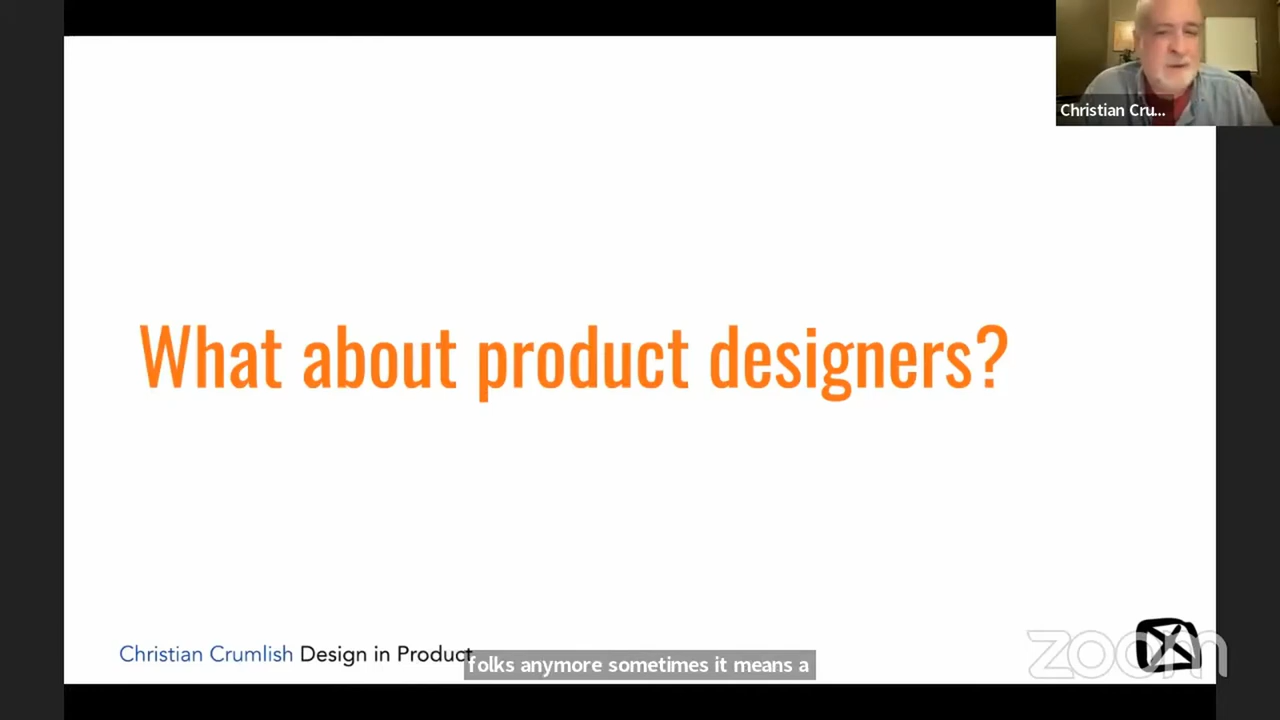 Christian Cru...
What about product designers?
Christian Crumlish Design in Product
folks anymore sometimes it means a
zoom